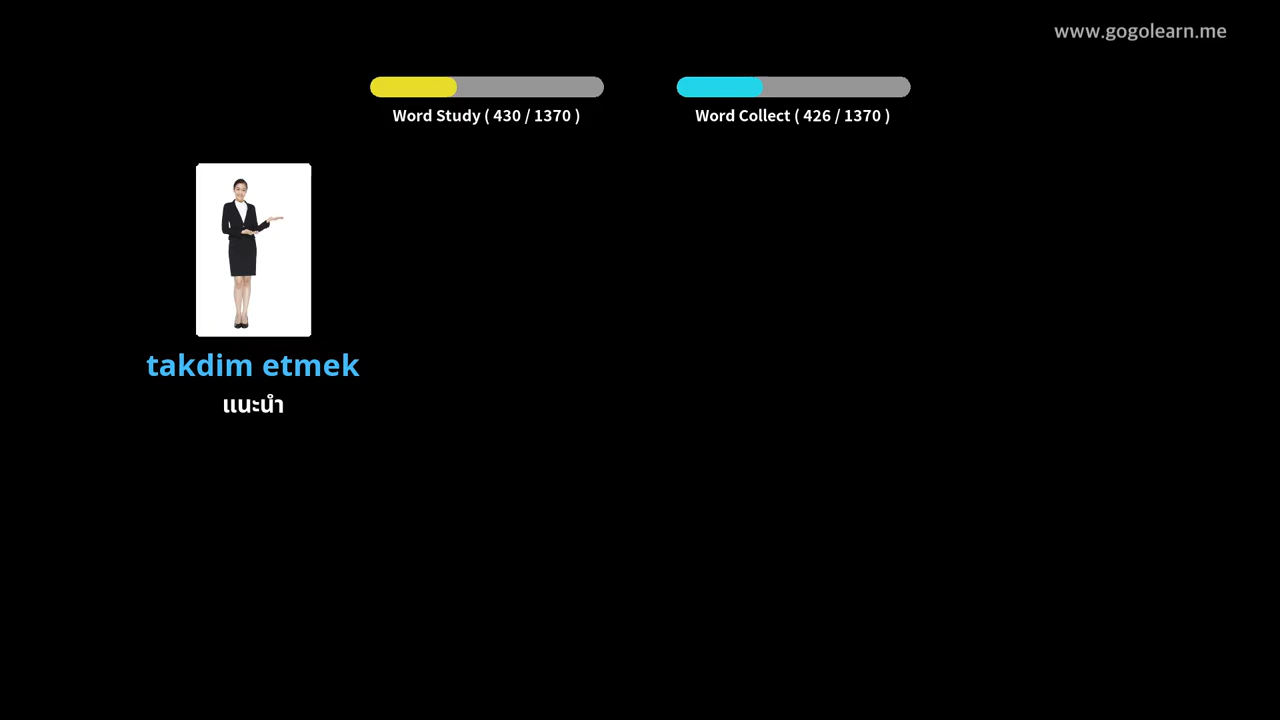 www.gogolearn.me
Word Study ( 430 / 1370 )
Word Collect ( 426 / 1370 )
takdim etmek
แนะนำ